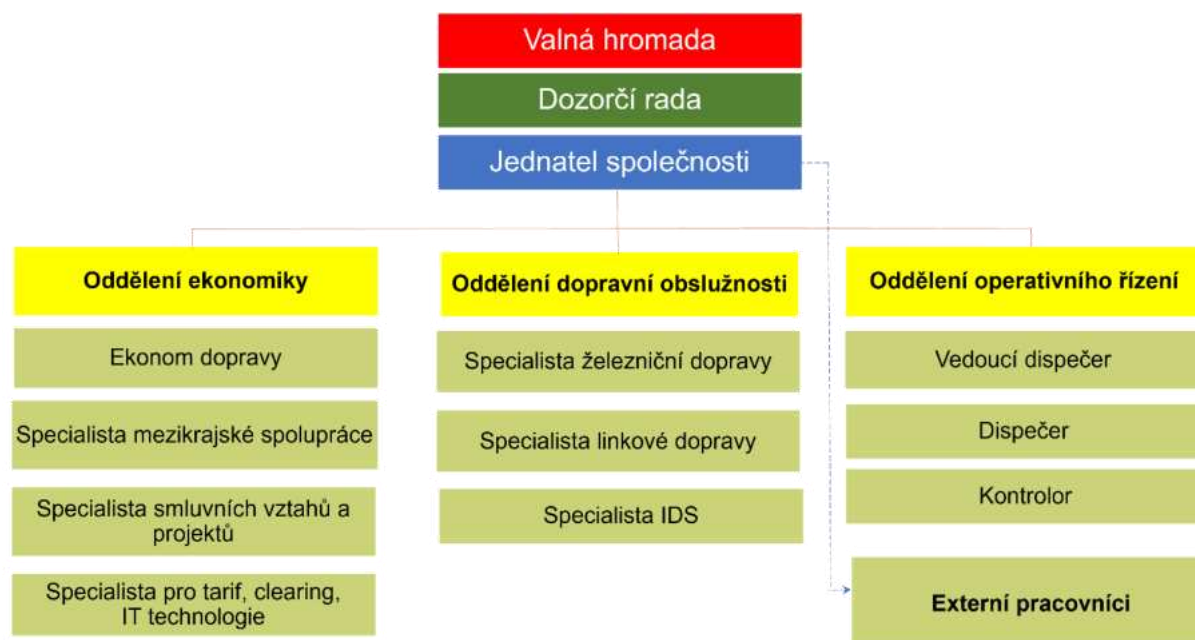 Valná hromada
Dozorčí rada
Jednatel společnosti
Oddělení ekonomiky
Ekonom dopravy
Specialista mezikrajské spolupráce
Specialista smluvních vztahů a
projektů
Specialista pro tarif, clearing,
IT technologie
Oddělení dopravní obslužnosti
Specialista železniční dopravy
Specialista linkové dopravy
Specialista IDS
Oddělení operativního řízení
Vedoucí dispečer
Dispečer
Kontrolor
Externí pracovníci